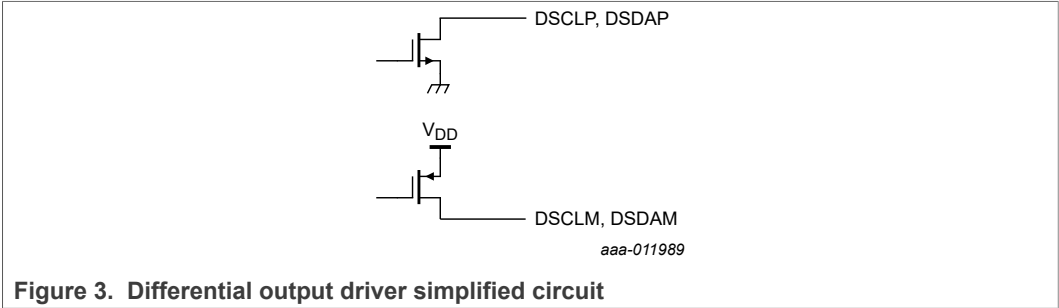 DSCLP, DSDAP
VDD
DSCLM, DSDAM
aaa-011989
Figure 3. Differential output driver simplified circuit